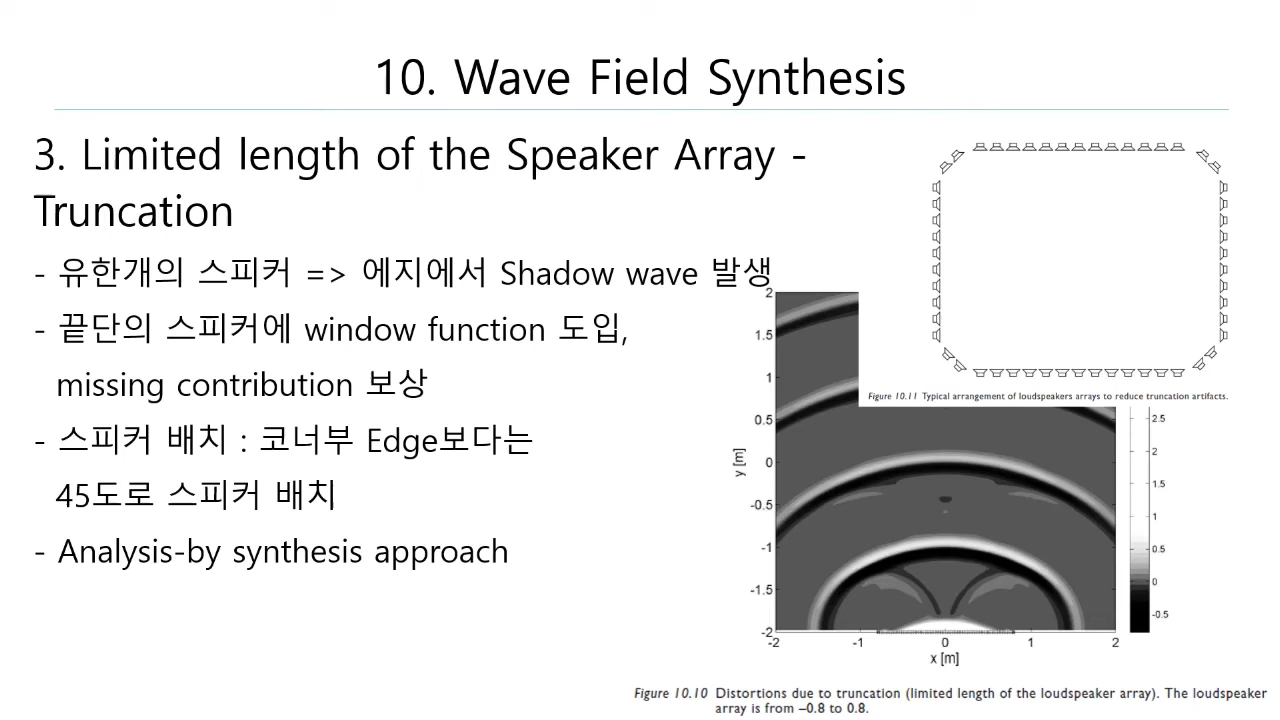 10. Wave Field Synthesis
3. Limited length of the Speaker Array -
Truncation
- 유한개의 스피커 => 에지에서 Shadow wave 발생
- 끝단의 스피커에 window function 도입,
missing contribution 보상
- 스피커 배치 : 코너부 Edge보다는
45도로 스피커 배치
- Analysis-by synthesis approach
Figure 10.11 Typical arrangement of loudspeakers arrays to reduce truncation artifacts.
2
1.5
1
0.5
0
-0.5
-1
-1.5
-2
y [m]
-2 -1 0 1 2
x [m]
2.5
2
1.5
1
0.5
0
-0.5
Figure 10.10 Distortions due to truncation (limited length of the loudspeaker array). The loudspeaker
array is from –0.8 to 0.8.